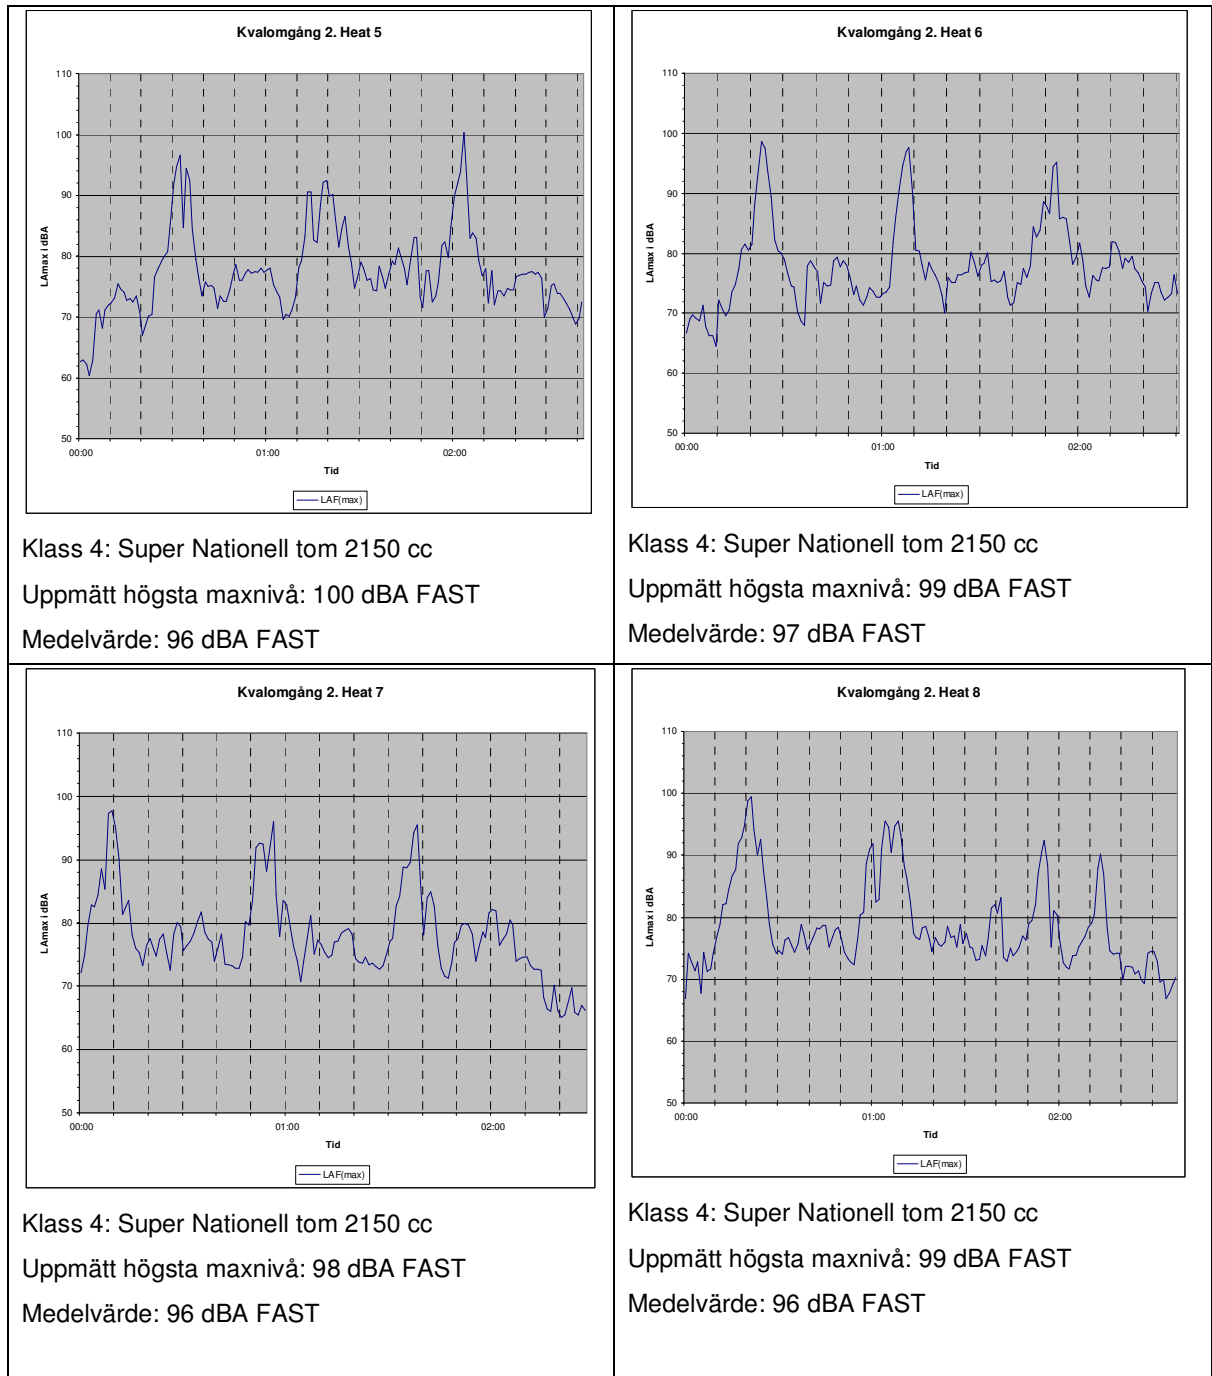 Kvalomgång 2. Heat 5
110
100
90
80
70
60
50
LAmax i dBA
00:00 01:00 02:00
Tid
LAF(max)
Klass 4: Super Nationell tom 2150 cc
Uppmätt högsta maxnivå: 100 dBA FAST
Medelvärde: 96 dBA FAST
Kvalomgång 2. Heat 6
110
100
90
80
70
60
50
LAmax i dBA
00:00 01:00 02:00
Tid
LAF(max)
Klass 4: Super Nationell tom 2150 cc
Uppmätt högsta maxnivå: 99 dBA FAST
Medelvärde: 97 dBA FAST
Kvalomgång 2. Heat 7
110
100
90
80
70
60
50
LAmax i dBA
00:00 01:00 02:00
Tid
LAF(max)
Klass 4: Super Nationell tom 2150 cc
Uppmätt högsta maxnivå: 98 dBA FAST
Medelvärde: 96 dBA FAST
Kvalomgång 2. Heat 8
110
100
90
80
70
60
50
LAmax i dBA
00:00 01:00 02:00
Tid
LAF(max)
Klass 4: Super Nationell tom 2150 cc
Uppmätt högsta maxnivå: 99 dBA FAST
Medelvärde: 96 dBA FAST